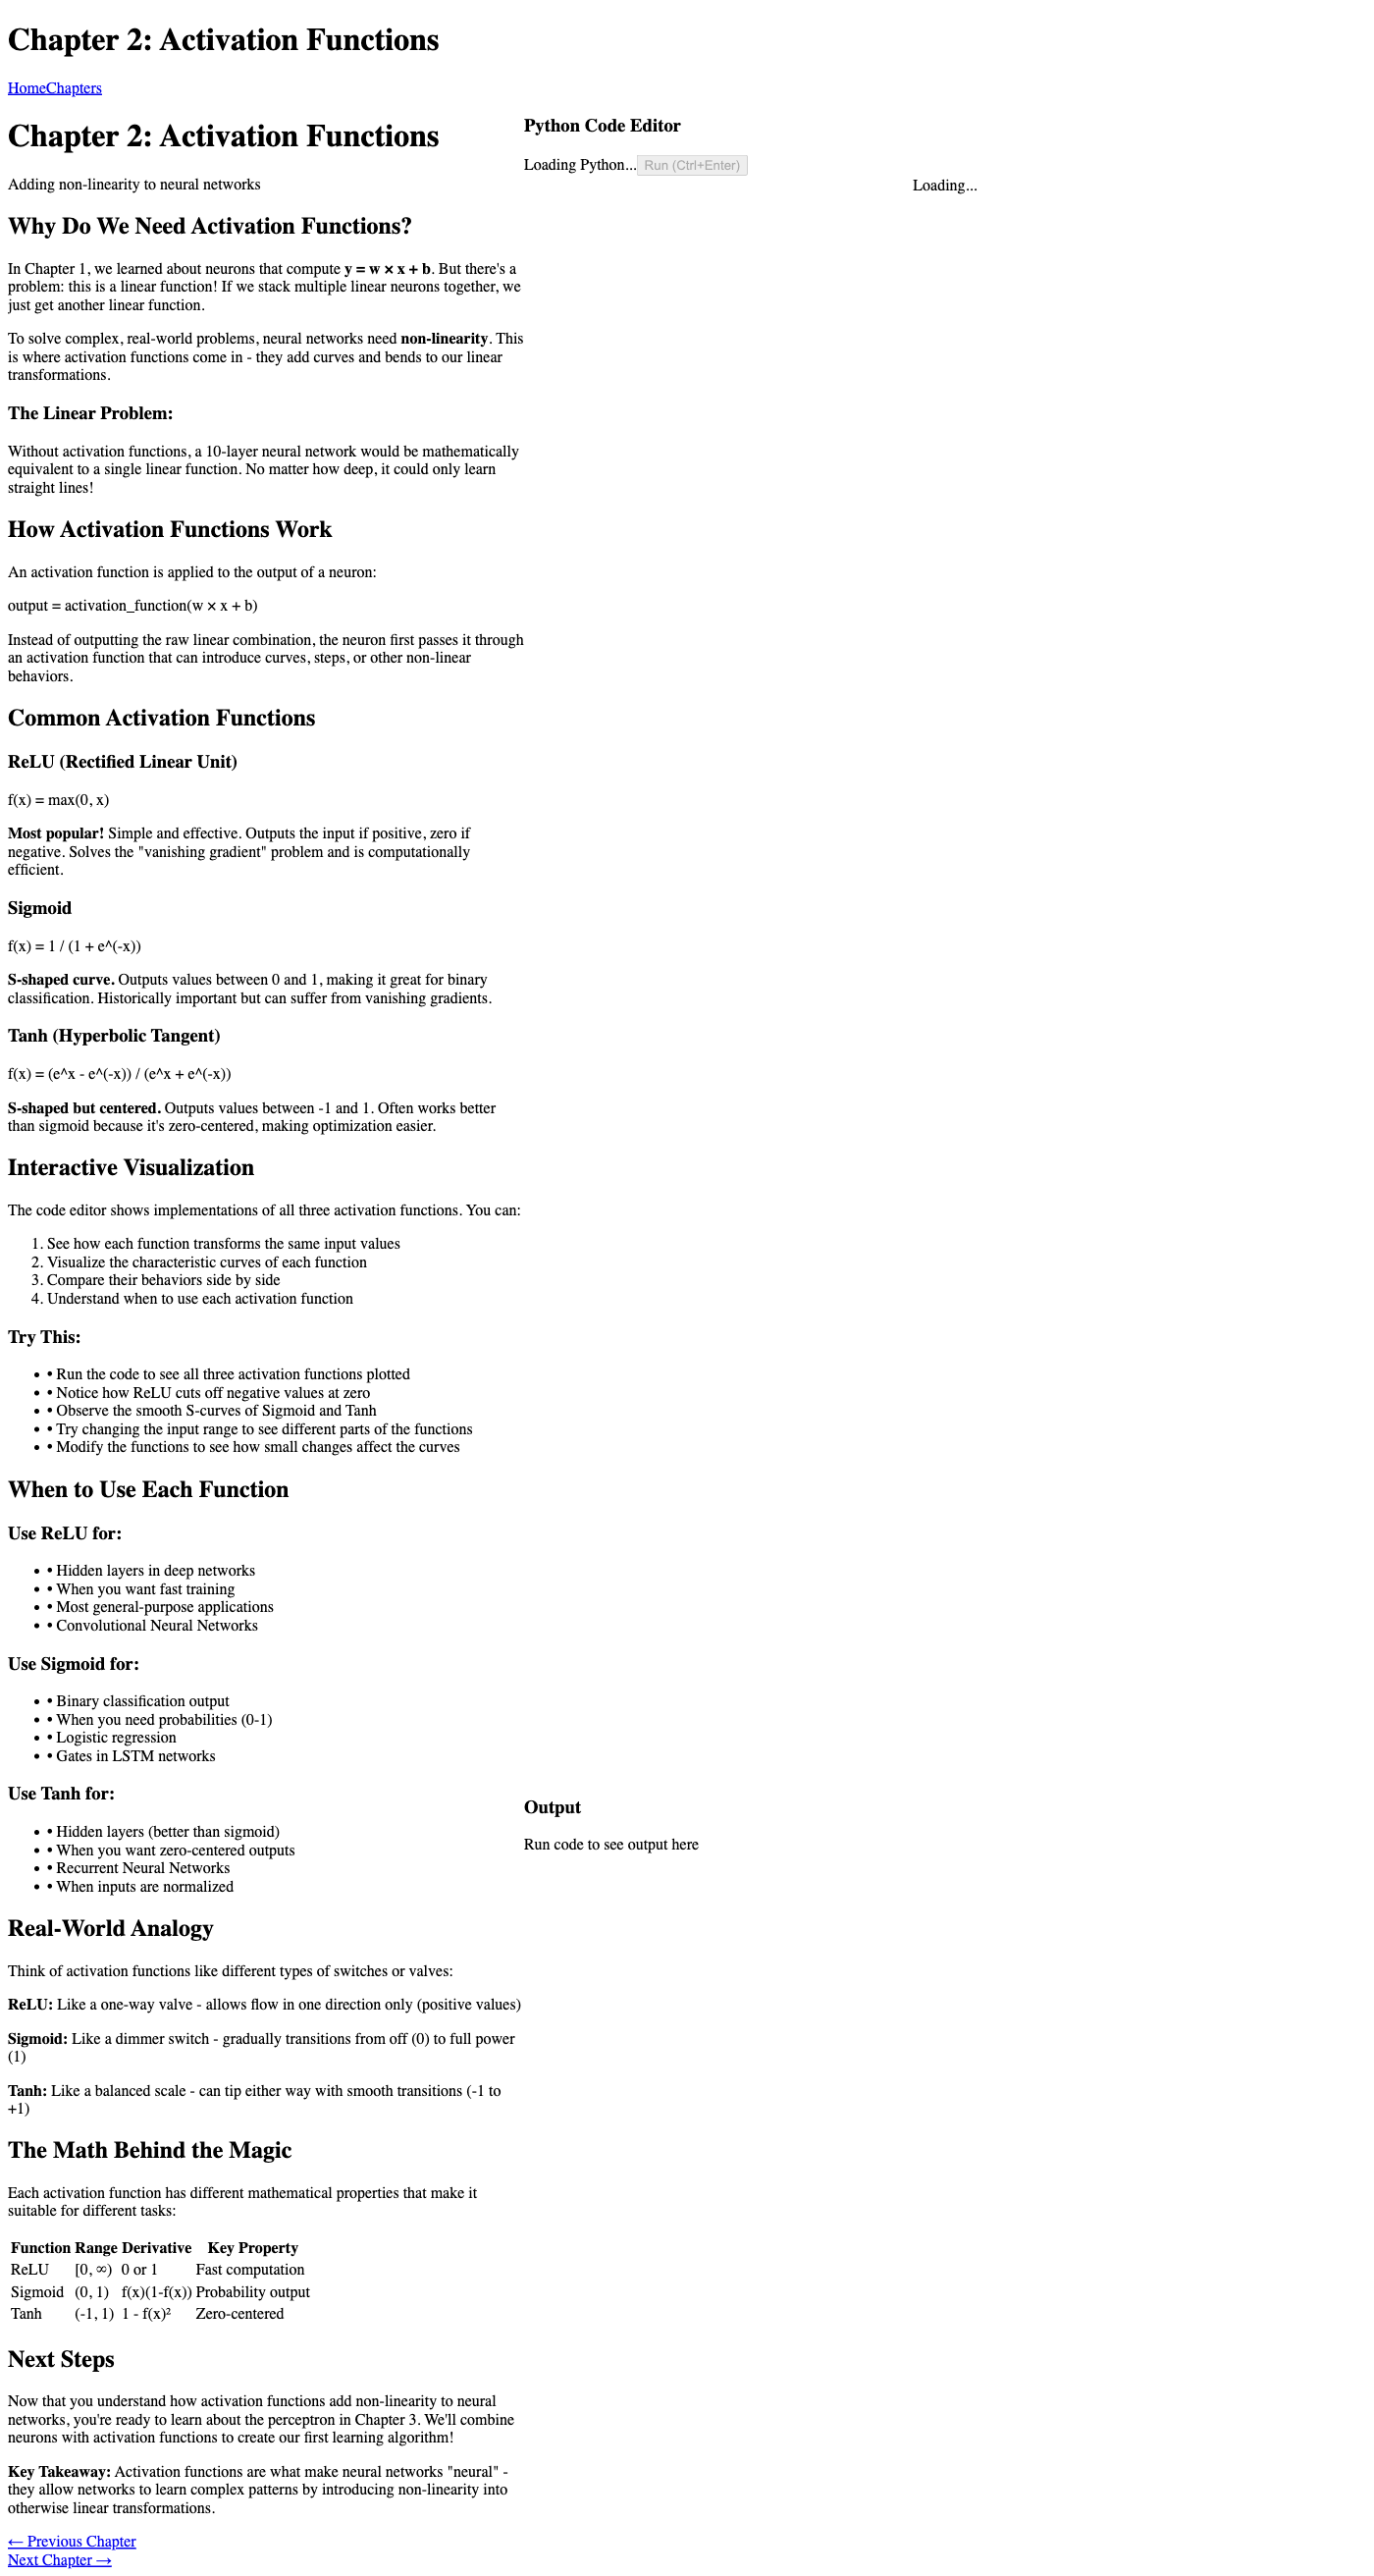 Chapter 2: Activation Functions
HomeChapters
Chapter 2: Activation Functions
Adding non-linearity to neural networks
Why Do We Need Activation Functions?
In Chapter 1, we learned about neurons that compute y = w × x + b. But there's a
problem: this is a linear function! If we stack multiple linear neurons together, we
just get another linear function.
To solve complex, real-world problems, neural networks need non-linearity. This
is where activation functions come in - they add curves and bends to our linear
transformations.
The Linear Problem:
Without activation functions, a 10-layer neural network would be mathematically
equivalent to a single linear function. No matter how deep, it could only learn
straight lines!
How Activation Functions Work
An activation function is applied to the output of a neuron:
output = activation_function(w × x + b)
Instead of outputting the raw linear combination, the neuron first passes it through
an activation function that can introduce curves, steps, or other non-linear
behaviors.
Common Activation Functions
ReLU (Rectified Linear Unit)
f(x) = max(0, x)
Most popular! Simple and effective. Outputs the input if positive, zero if
negative. Solves the "vanishing gradient" problem and is computationally
efficient.
Sigmoid
f(x) = 1 / (1 + e^(-x))
S-shaped curve. Outputs values between 0 and 1, making it great for binary
classification. Historically important but can suffer from vanishing gradients.
Tanh (Hyperbolic Tangent)
f(x) = (e^x - e^(-x)) / (e^x + e^(-x))
S-shaped but centered. Outputs values between -1 and 1. Often works better
than sigmoid because it's zero-centered, making optimization easier.
Interactive Visualization
The code editor shows implementations of all three activation functions. You can:
1. See how each function transforms the same input values
2. Visualize the characteristic curves of each function
3. Compare their behaviors side by side
4. Understand when to use each activation function
Try This:
• • Run the code to see all three activation functions plotted
• • Notice how ReLU cuts off negative values at zero
• • Observe the smooth S-curves of Sigmoid and Tanh
• • Try changing the input range to see different parts of the functions
• • Modify the functions to see how small changes affect the curves
When to Use Each Function
Use ReLU for:
• • Hidden layers in deep networks
• • When you want fast training
• • Most general-purpose applications
• • Convolutional Neural Networks
Use Sigmoid for:
• • Binary classification output
• • When you need probabilities (0-1)
• • Logistic regression
• • Gates in LSTM networks
Use Tanh for:
• • Hidden layers (better than sigmoid)
• • When you want zero-centered outputs
• • Recurrent Neural Networks
• • When inputs are normalized
Real-World Analogy
Think of activation functions like different types of switches or valves:
ReLU: Like a one-way valve - allows flow in one direction only (positive values)
Sigmoid: Like a dimmer switch - gradually transitions from off (0) to full power
(1)
Tanh: Like a balanced scale - can tip either way with smooth transitions (-1 to
+1)
The Math Behind the Magic
Each activation function has different mathematical properties that make it
suitable for different tasks:
Function Range Derivative Key Property
ReLU [0, ∞) 0 or 1 Fast computation
Sigmoid (0, 1) f(x)(1-f(x)) Probability output
Tanh (-1, 1) 1 - f(x)² Zero-centered
Next Steps
Now that you understand how activation functions add non-linearity to neural
networks, you're ready to learn about the perceptron in Chapter 3. We'll combine
neurons with activation functions to create our first learning algorithm!
Key Takeaway: Activation functions are what make neural networks "neural" -
they allow networks to learn complex patterns by introducing non-linearity into
otherwise linear transformations.
← Previous Chapter
Next Chapter →
Python Code Editor
Loading Python... Run (Ctrl+Enter)
Loading...
Output
Run code to see output here